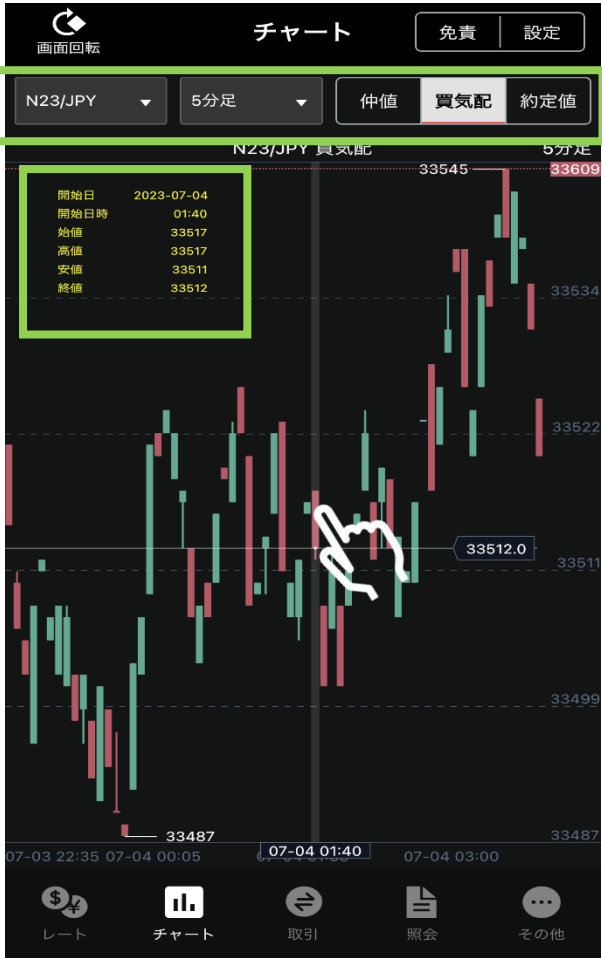 画面回転
チャート
免責
設定
N23/JPY
5分足
仲値
買気配
約定値
N23/JPY 買気配
5分足
33545
33609
開始日 2023-07-04
開始日時 01:40
始値 33517
高値 33517
安値 33511
終値 33512
33534
33522
33512.0
33511
33499
33487
33487
07-03 22:35
07-04 00:05
07-04 01:40
07-04 03:00
レート
チャート
取引
照会
その他